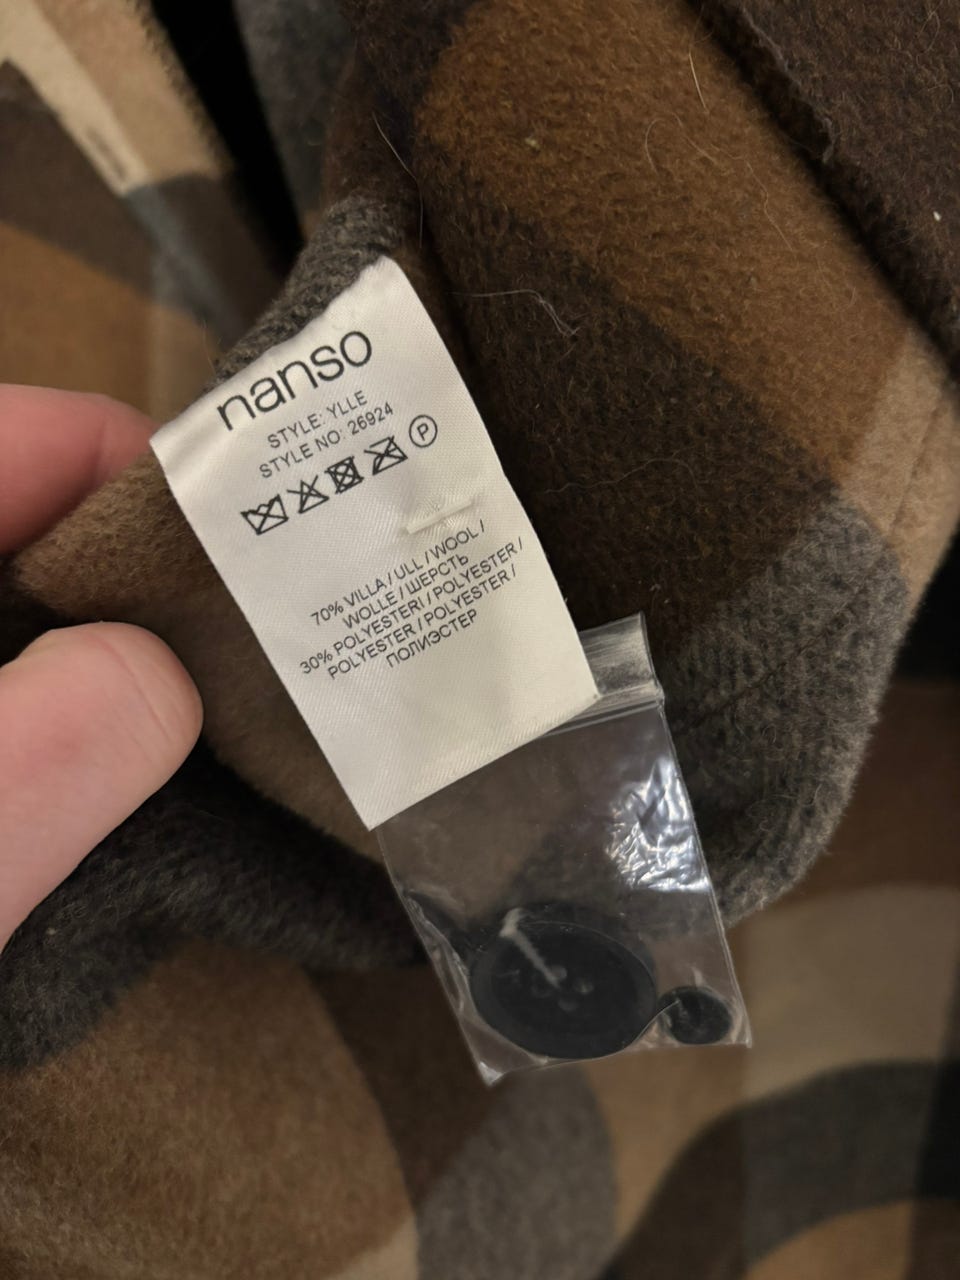 nanso
STYLE: YLLE
STYLE NO: 26924
P
70% VILLA / ULL / WOOL /
WOLLE / ШЕРСТЬ
30% POLYESTERI / POLYESTER /
POLYESTER / POLYESTER /
ПОЛИЭСТЕР